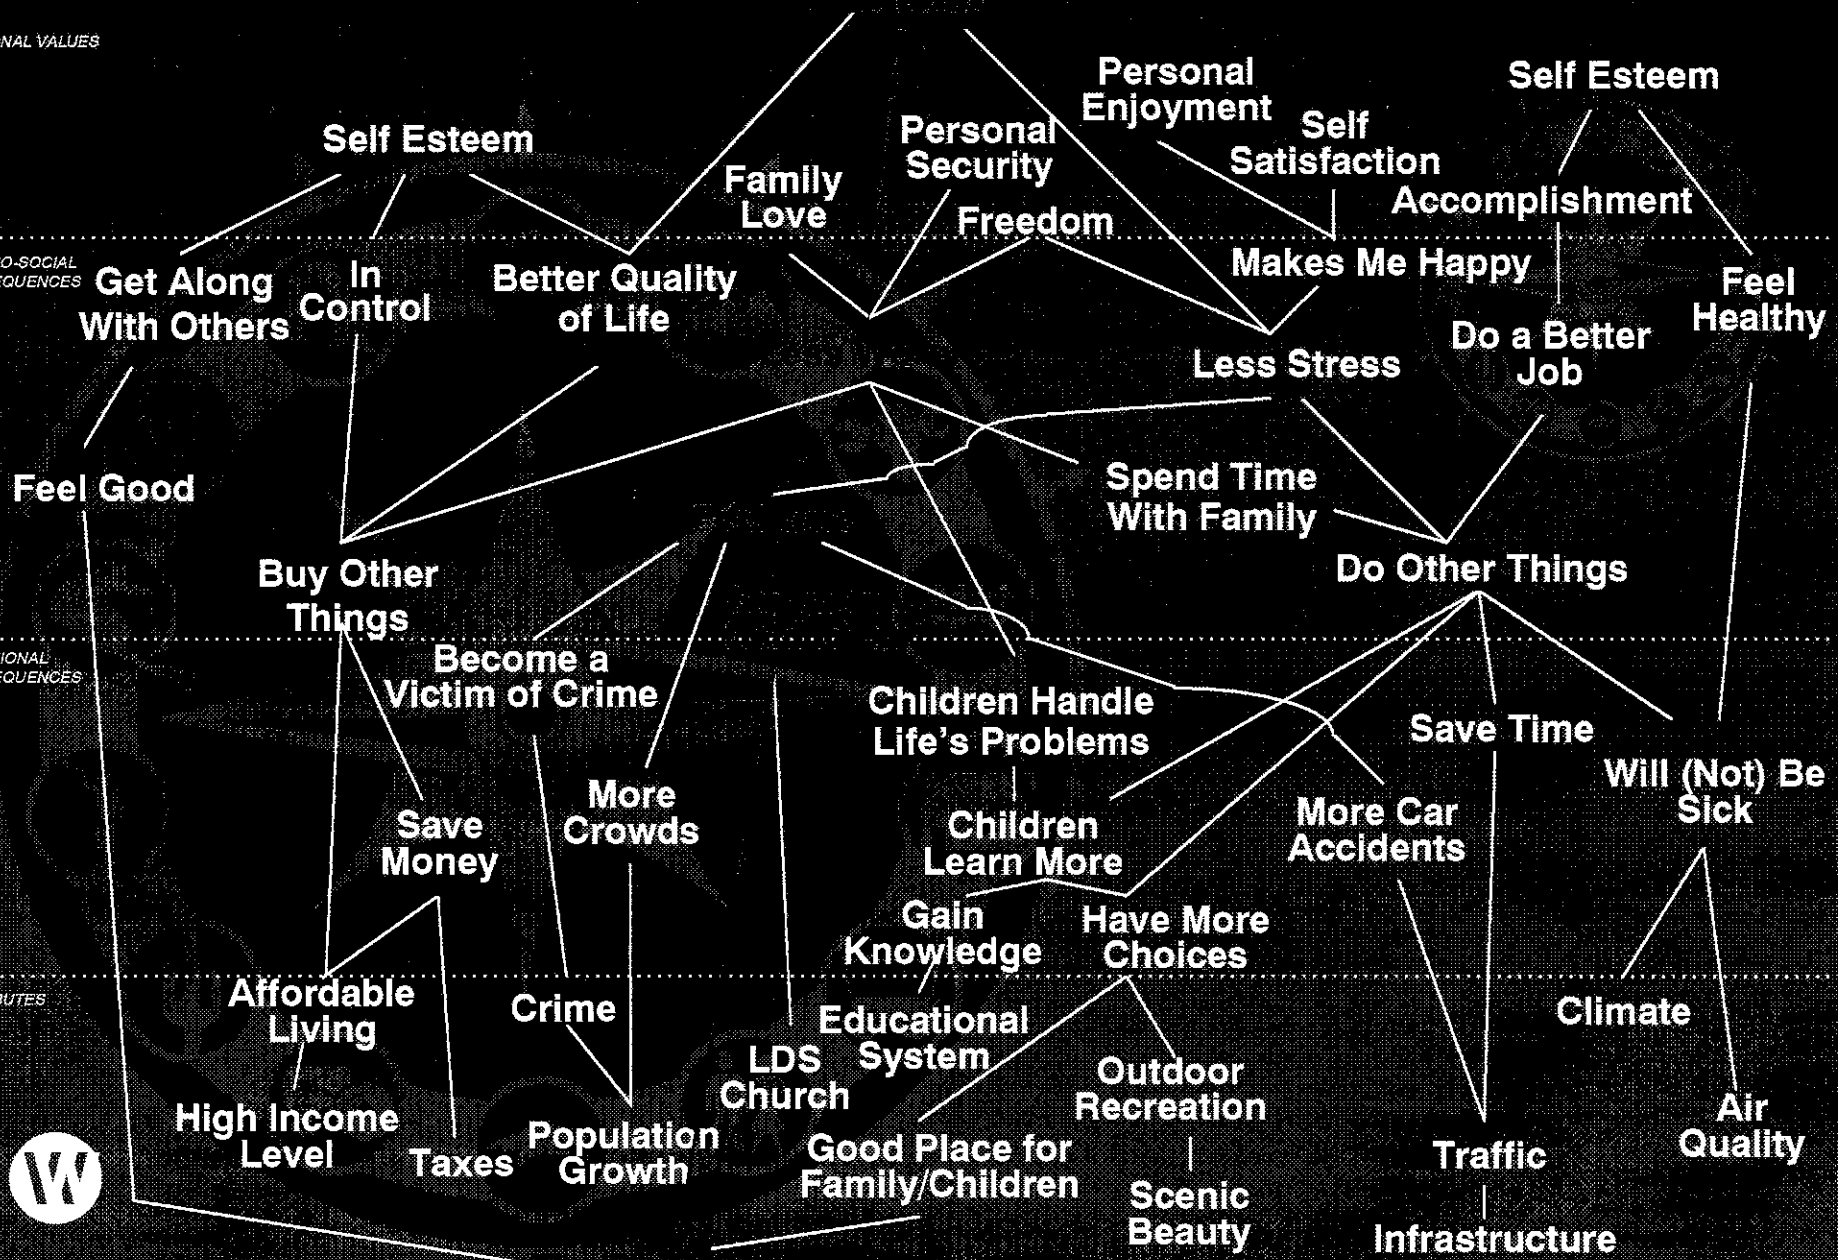 NAL VALUES
Personal
Enjoyment
Self Esteem
Self Esteem
Personal
Security
Self
Satisfaction
Family
Love
Freedom
Accomplishment
O-SOCIAL
EQUENCES
Get Along
With Others
In
Control
Better Quality
of Life
Makes Me Happy
Feel
Healthy
Do a Better
Job
Less Stress
Feel Good
Spend Time
With Family
Buy Other
Things
Do Other Things
IONAL
EQUENCES
Become a
Victim of Crime
Children Handle
Life's Problems
Save Time
Will (Not) Be
Sick
More
Crowds
Save
Money
Children
Learn More
More Car
Accidents
Gain
Knowledge
Have More
Choices
BUTES
Affordable
Living
Crime
Educational
System
Climate
LDS
Church
Outdoor
Recreation
High Income
Level
Taxes
Population
Growth
Good Place for
Family/Children
Traffic
Air
Quality
Scenic
Beauty
Infrastructure
W